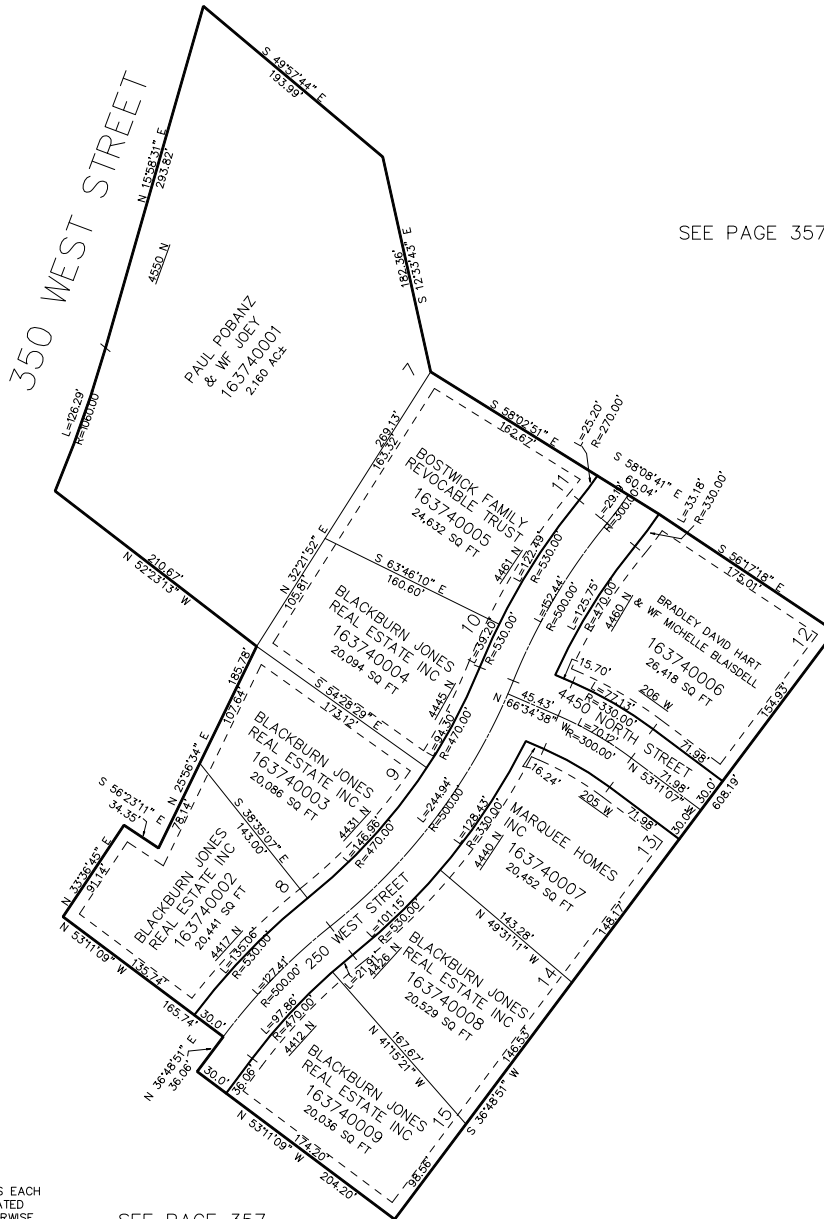 S 49°57'44" E
193.99'
350 WEST STREET
N 15°58'31" E
293.82'
4550 N
182.36'
S 12°33'43" E
SEE PAGE 357
PAUL POBANZ
& WF JOEY
163740001
2.160 AC±
L=126.29'
R=1060.00'
7
269.13'
163.32'
S 58°02'51" E
162.67'
L=25.20'
R=270.00'
S 58°08'41" E
60.04'
L=33.18'
R=330.00'
BOSTWICK FAMILY
REVOCABLE TRUST
163740005
24,632 SQ FT
11
4461 N
L=122.49'
R=530.00'
R=300.00'
S 56°17'18" E
175.01'
210.67'
N 52°23'13" W
N 32°21'52" E
105.81'
S 63°46'10" E
160.60'
BLACKBURN JONES
REAL ESTATE INC
163740004
20,094 SQ FT
10
4445 N
L=39.20'
R=530.00'
L=94.30'
R=470.00'
L=152.44'
R=500.00'
L=125.75'
R=470.00'
4460 N
BRADLEY DAVID HART
& WF MICHELLE BLAISDELL
163740006
26,418 SQ FT
12
206 W
15.70'
L=77.13'
R=330.00'
71.98'
154.93'
4450 NORTH STREET
45.43'
N 66°34'38" W
L=70.12'
R=300.00'
71.98'
N 53°11'07" W
30.0'
30.04'
608.19'
185.78'
107.64'
S 54°28'29" E
173.12'
BLACKBURN JONES
REAL ESTATE INC
163740003
20,086 SQ FT
9
4431 N
L=146.96'
R=470.00'
L=244.94'
R=500.00'
L=128.43'
R=330.00'
16.24'
205 W
71.98'
4440 N
MARQUEE HOMES
INC
163740007
20,452 SQ FT
13
148.17'
S 56°23'11" E
34.35'
N 25°56'34" E
78.14'
S 38°35'07" E
143.00'
N 33°36'45" E
91.14'
BLACKBURN JONES
REAL ESTATE INC
163740002
20,441 SQ FT
8
4417 N
L=135.06'
R=530.00'
250 WEST STREET
L=101.15'
R=530.00'
143.28'
N 49°31'11" W
BLACKBURN JONES
REAL ESTATE INC
163740008
20,529 SQ FT
14
4426 N
L=21.91'
146.53'
N 53°11'09" W
135.74'
165.74'
30.0'
L=127.41'
R=500.00'
L=97.86'
R=470.00'
4412 N
167.67'
N 41°15'21" W
N 36°48'51" E
36.06'
30.0'
36.06'
BLACKBURN JONES
REAL ESTATE INC
163740009
20,036 SQ FT
15
S 36°48'51" W
98.56'
N 53°11'09" W
174.20'
204.20'
S EACH
ATED
ERWISE
SEE PAGE 357